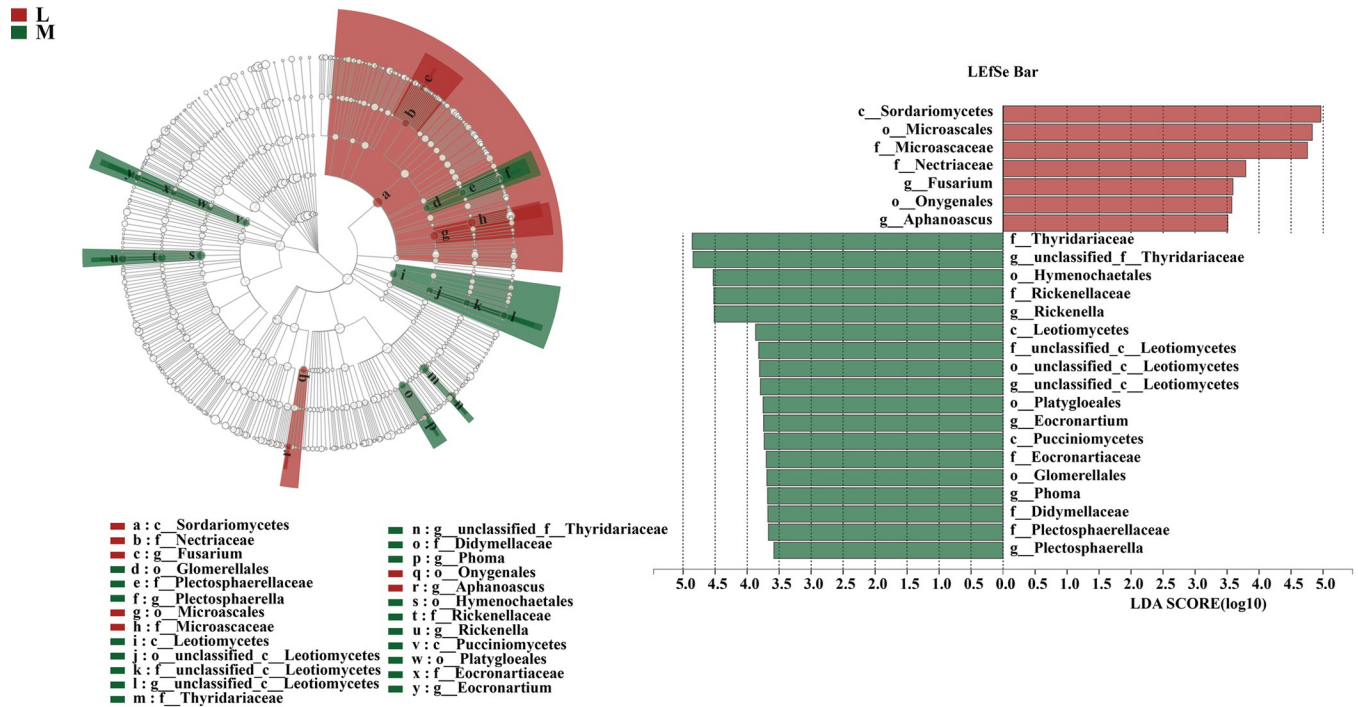 L
M
a
b
c
d
e
f
g
h
i
j
k
l
m
n
o
p
q
r
s
t
u
v
w
x
y
a : c__Sordariomycetes
b : f__Nectriaceae
c : g__Fusarium
d : o__Glomerellales
e : f__Plectosphaerellaceae
f : g__Plectosphaerella
g : o__Microascales
h : f__Microascaceae
i : c__Leotiomycetes
j : o__unclassified_c__Leotiomycetes
k : f__unclassified_c__Leotiomycetes
l : g__unclassified_c__Leotiomycetes
m : f__Thyridariaceae
n : g__unclassified_f__Thyridariaceae
o : f__Didymellaceae
p : g__Phoma
q : o__Onygenales
r : g__Aphanoascus
s : o__Hymenochaetales
t : f__Rickenellaceae
u : g__Rickenella
v : c__Pucciniomycetes
w : o__Platygloeales
x : f__Eocronartiaceae
y : g__Eocronartium
LEfSe Bar
c__Sordariomycetes
o__Microascales
f__Microascaceae
f__Nectriaceae
g__Fusarium
o__Onygenales
g__Aphanoascus
f__Thyridariaceae
g__unclassified_f__Thyridariaceae
o__Hymenochaetales
f__Rickenellaceae
g__Rickenella
c__Leotiomycetes
f__unclassified_c__Leotiomycetes
o__unclassified_c__Leotiomycetes
g__unclassified_c__Leotiomycetes
o__Platygloeales
g__Eocronartium
c__Pucciniomycetes
f__Eocronartiaceae
o__Glomerellales
g__Phoma
f__Didymellaceae
f__Plectosphaerellaceae
g__Plectosphaerella
5.0 4.5 4.0 3.5 3.0 2.5 2.0 1.5 1.0 0.5 0.0 0.5 1.0 1.5 2.0 2.5 3.0 3.5 4.0 4.5 5.0
LDA SCORE(log10)